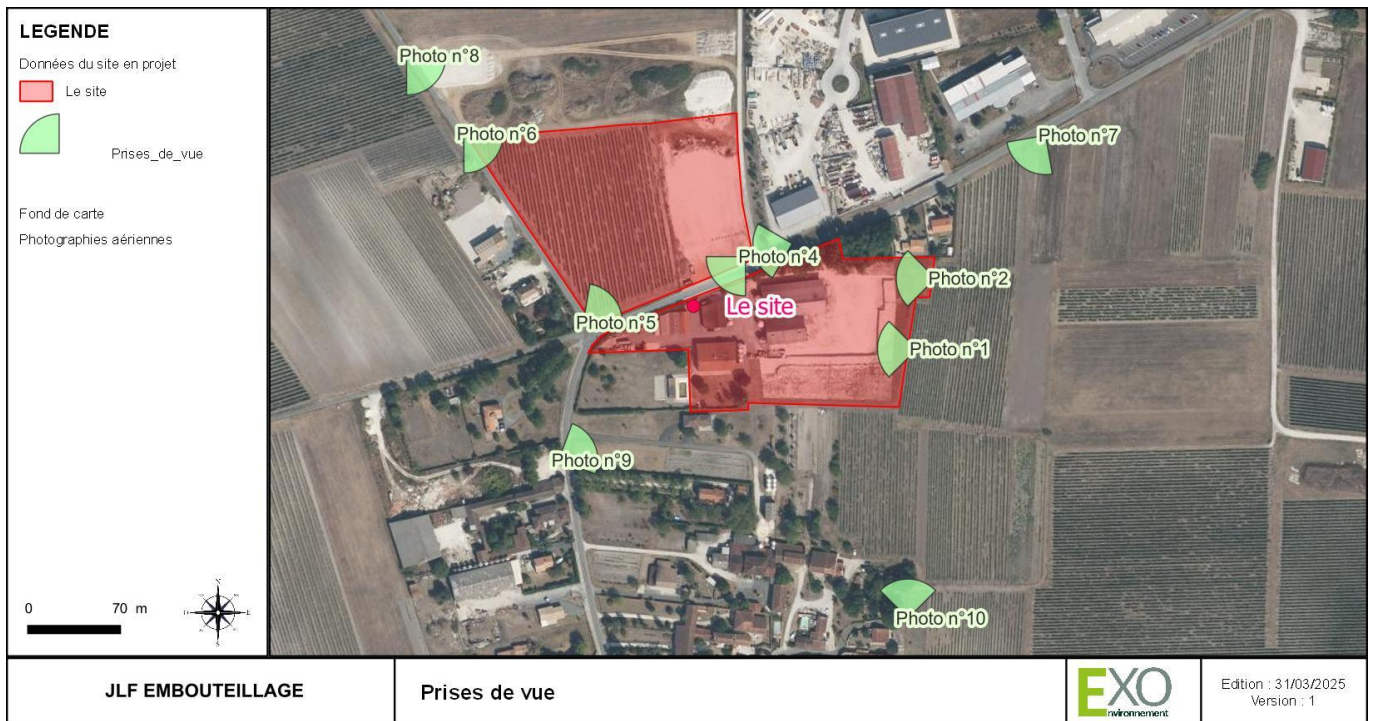 LEGENDE
Données du site en projet
Le site
Prises_de_vue
Fond de carte
Photographies aériennes
0 70 m
Photo n°8
Photo n°6
Photo n°7
Photo n°4
Photo n°2
Le site
Photo n°5
Photo n°1
Photo n°9
Photo n°10
JLF EMBOUTEILLAGE
Prises de vue
EXO
nvironnement
Edition : 31/03/2025
Version : 1